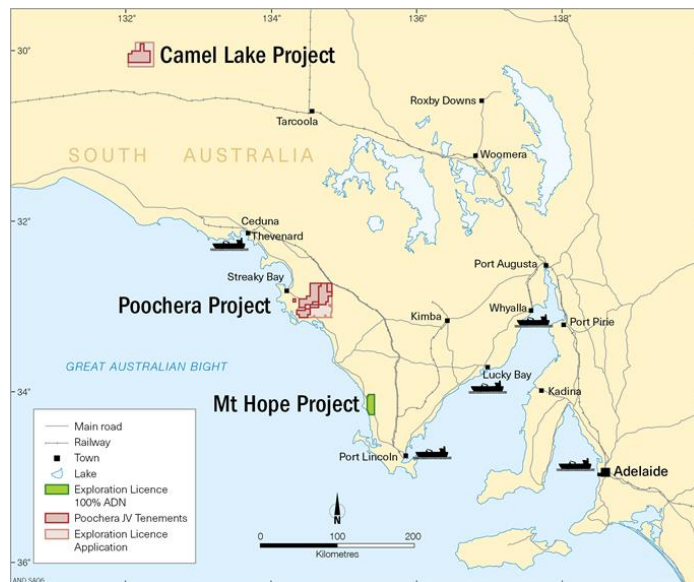 132°
134°
136°
138°
30°
Camel Lake Project
Roxby Downs
Tarcoola
SOUTH AUSTRALIA
Woomera
32°
Ceduna
Thevenard
Port Augusta
Streaky Bay
Poochera Project
Kimba
Whyalla
Port Pirie
GREAT AUSTRALIAN BIGHT
Lucky Bay
34°
Mt Hope Project
Kadina
Main road
Railway
Town
Lake
Exploration Licence
100% ADN
Poochera JV Tenements
Exploration Licence
Application
Port Lincoln
Adelaide
N
0 100 200
Kilometres
36°